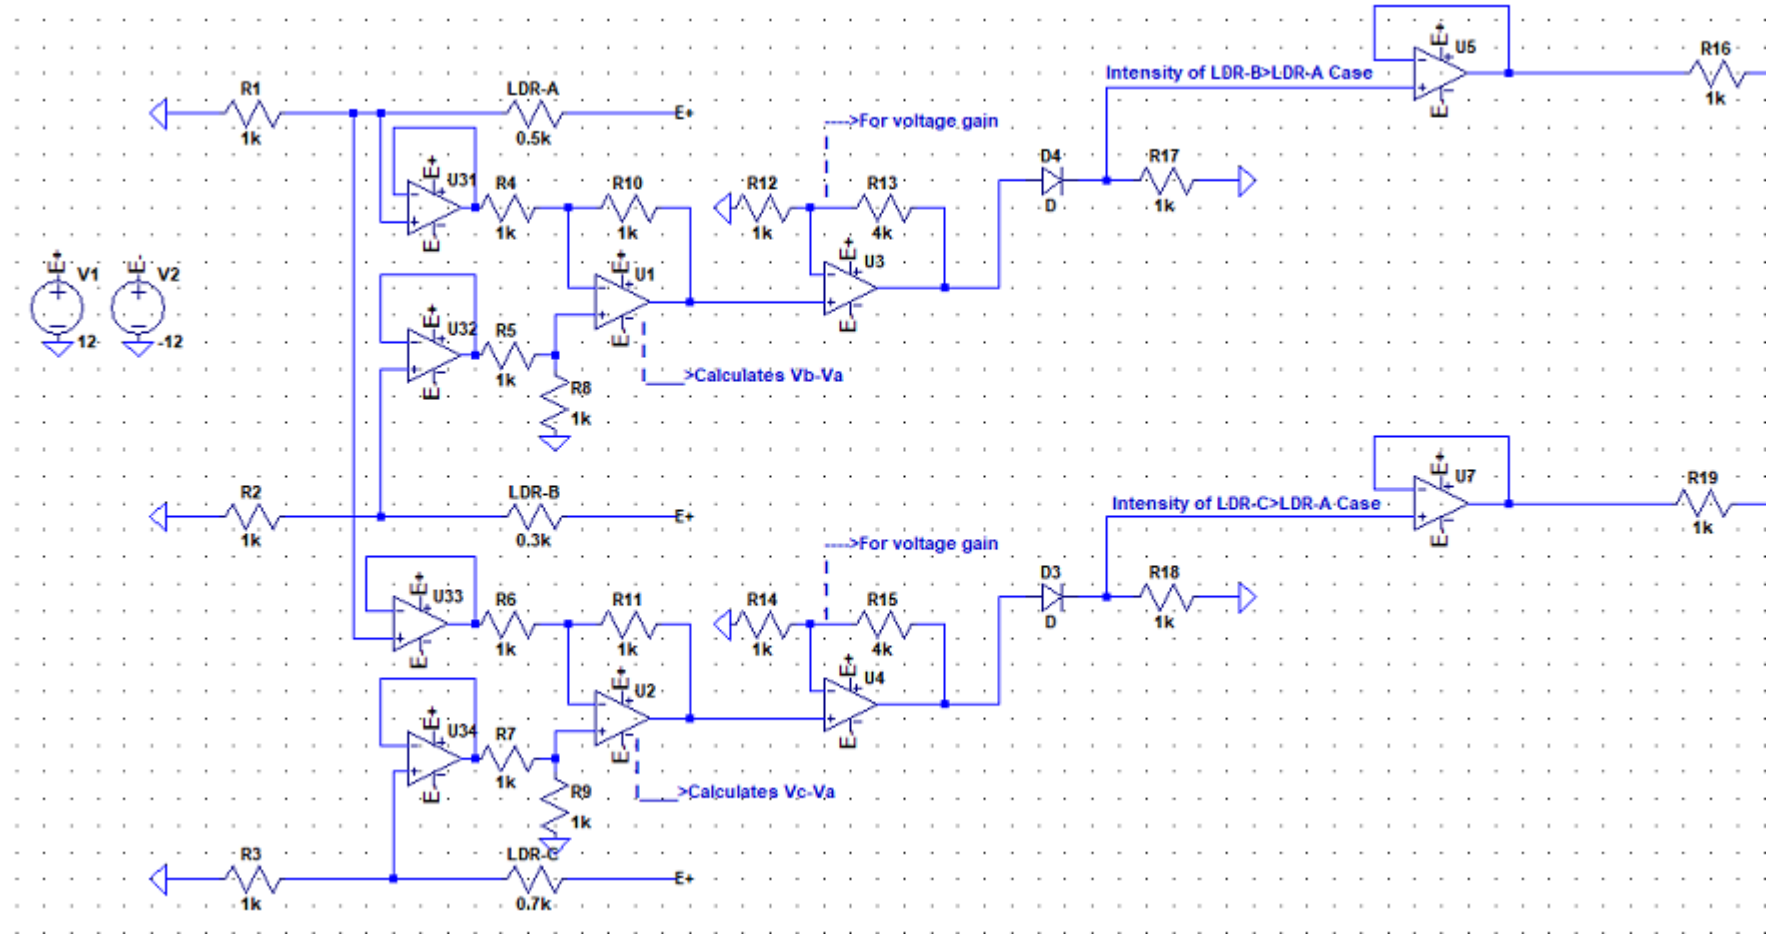 U5
E+
R16
Intensity of LDR-B>LDR-A Case
1k
E-
R1
LDR-A
E+
1k
0.5k
---->For voltage gain
E+
U31
R4
R10
R12
R13
D4
R17
1k
1k
1k
4k
D
1k
E-
E+
V1
E-
V2
E+
U1
E+
U3
12
-12
E+
U32
R5
E-
E-
1k
E-
R8
1k
____>Calculates Vb-Va
E+
U7
R2
LDR-B
E+
R19
Intensity of LDR-C>LDR-A Case
1k
0.3k
1k
E-
---->For voltage gain
E+
U33
R6
R11
R14
R15
D3
R18
1k
1k
1k
4k
D
1k
E-
E+
U2
E+
U4
E+
U34
R7
E-
E-
1k
E-
R9
1k
____>Calculates Vc-Va
R3
LDR-C
E+
1k
0.7k